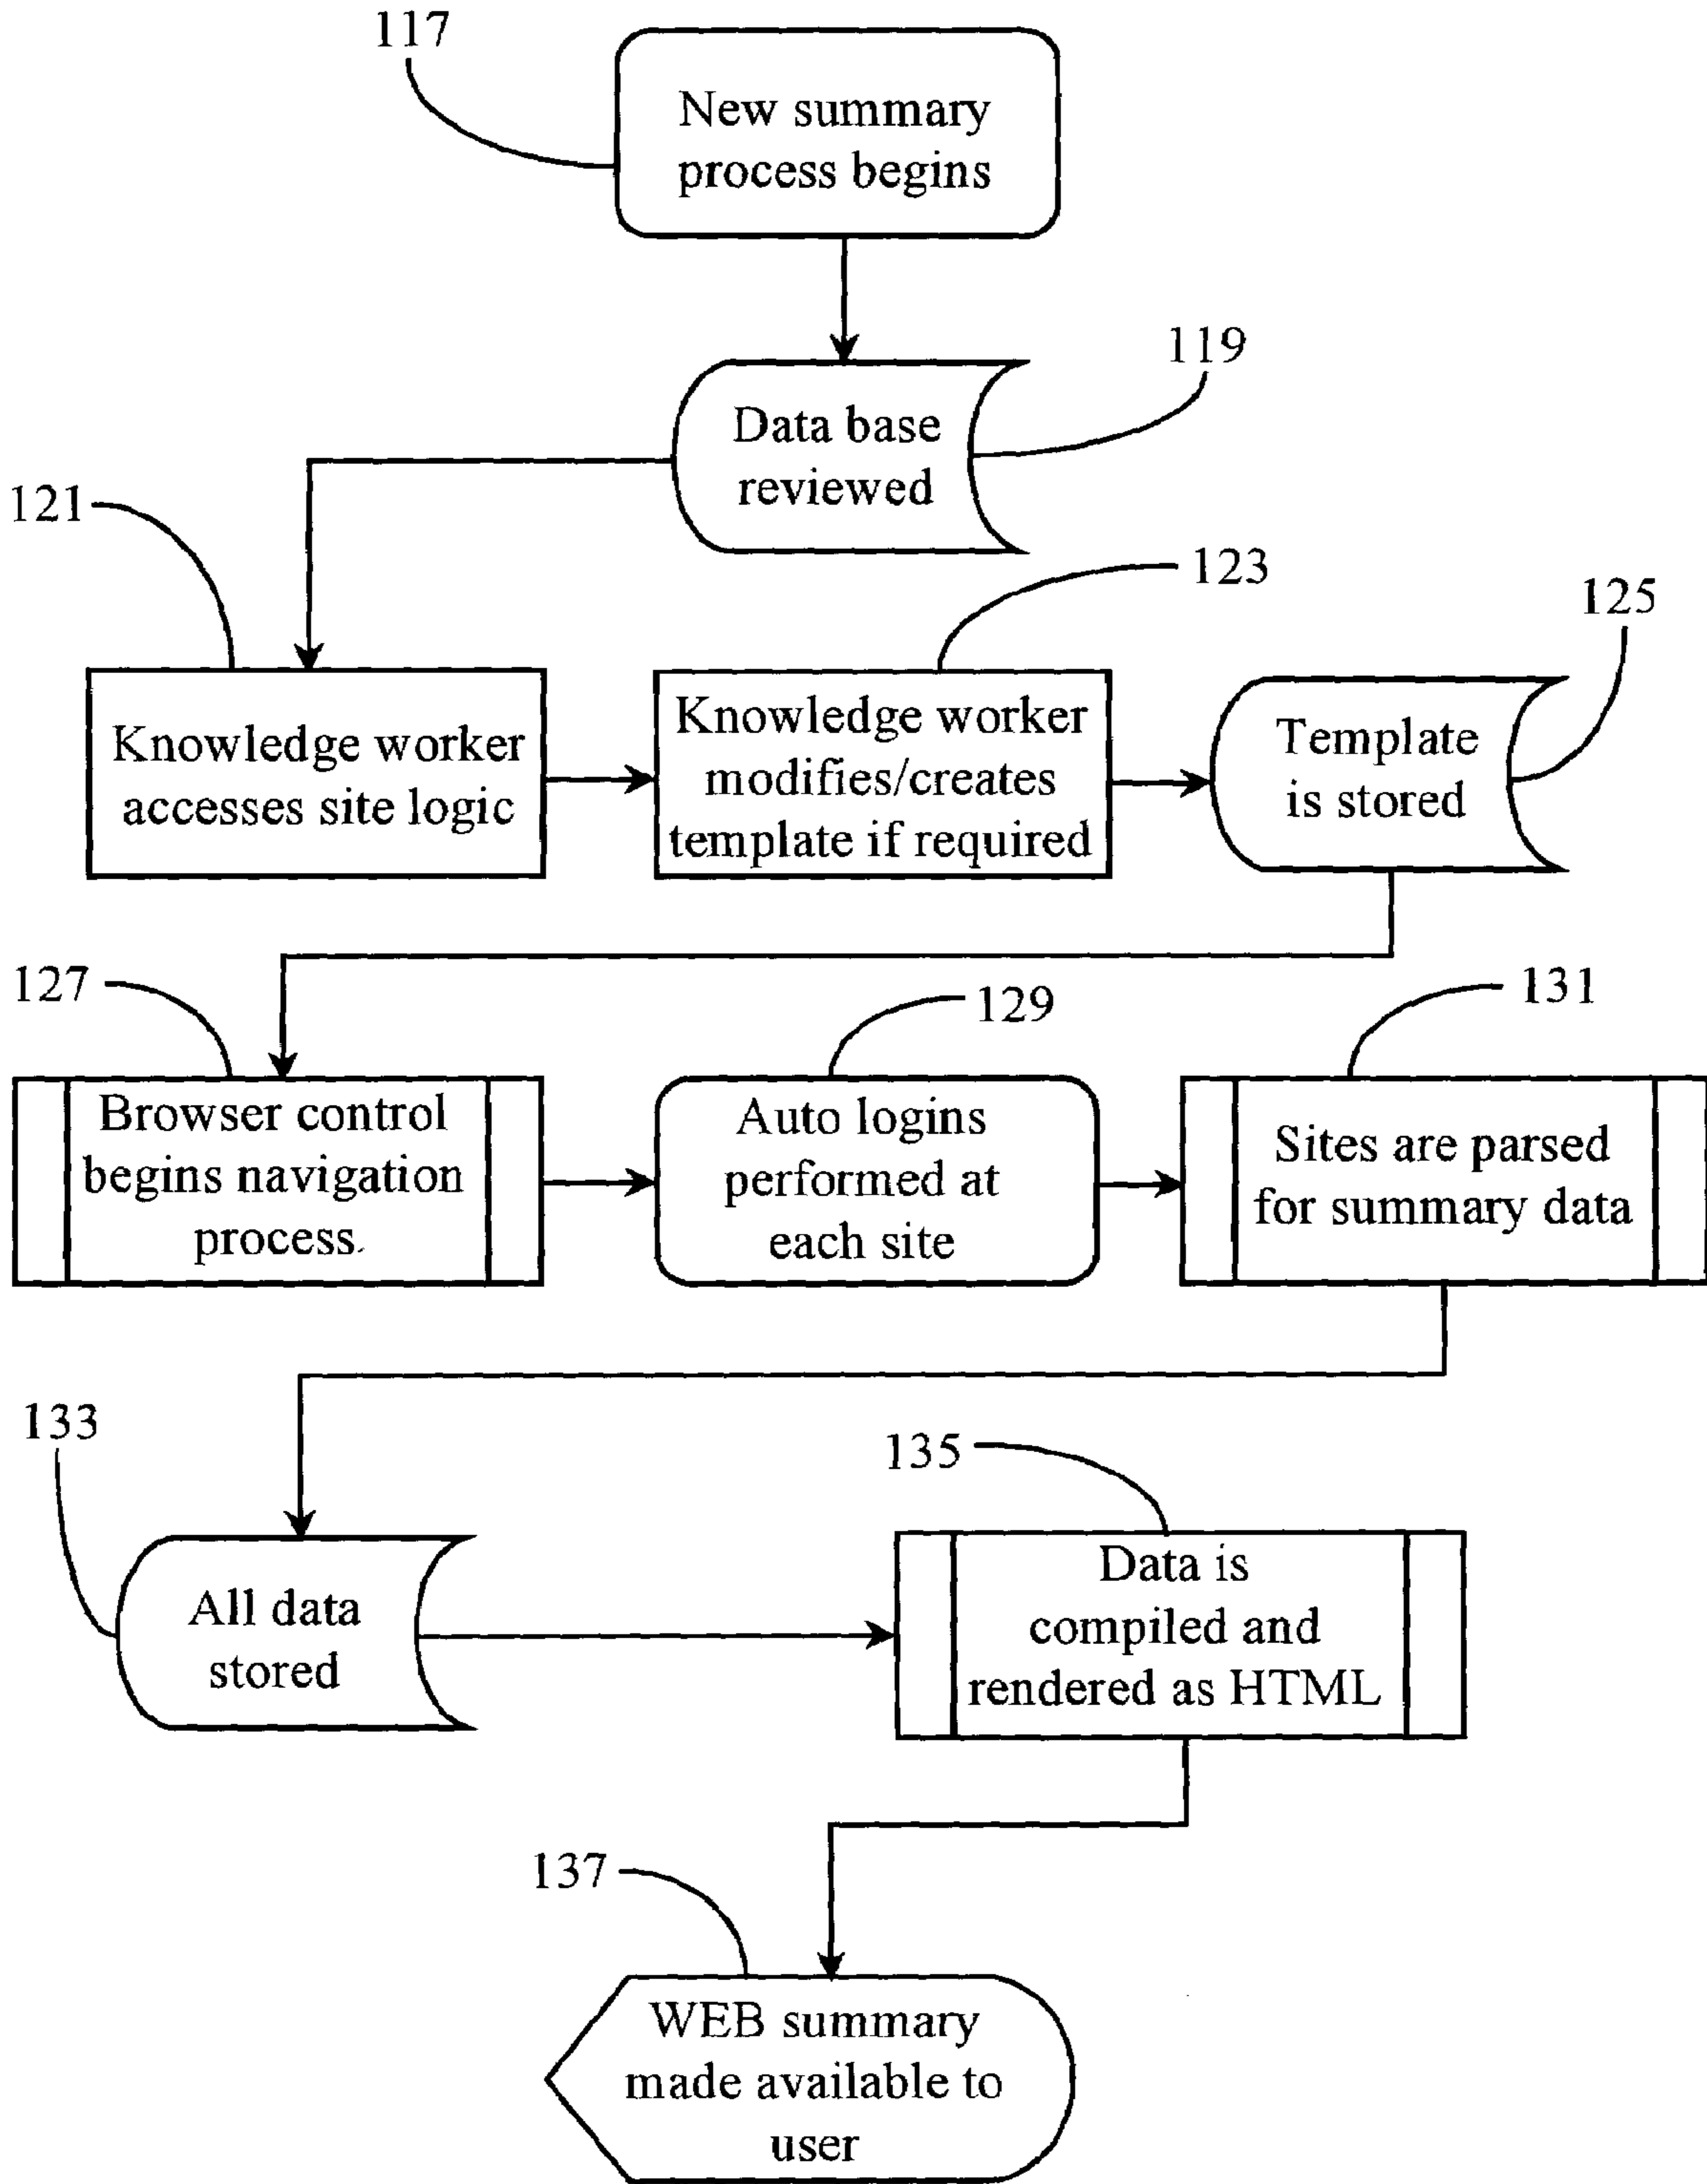 117
New summary
process begins
119
Data base
reviewed
121
123
125
Knowledge worker
accesses site logic
Knowledge worker
modifies/creates
template if required
Template
is stored
127
129
131
Browser control
begins navigation
process.
Auto logins
performed at
each site
Sites are parsed
for summary data
133
135
All data
stored
Data is
compiled and
rendered as HTML
137
WEB summary
made available to
user